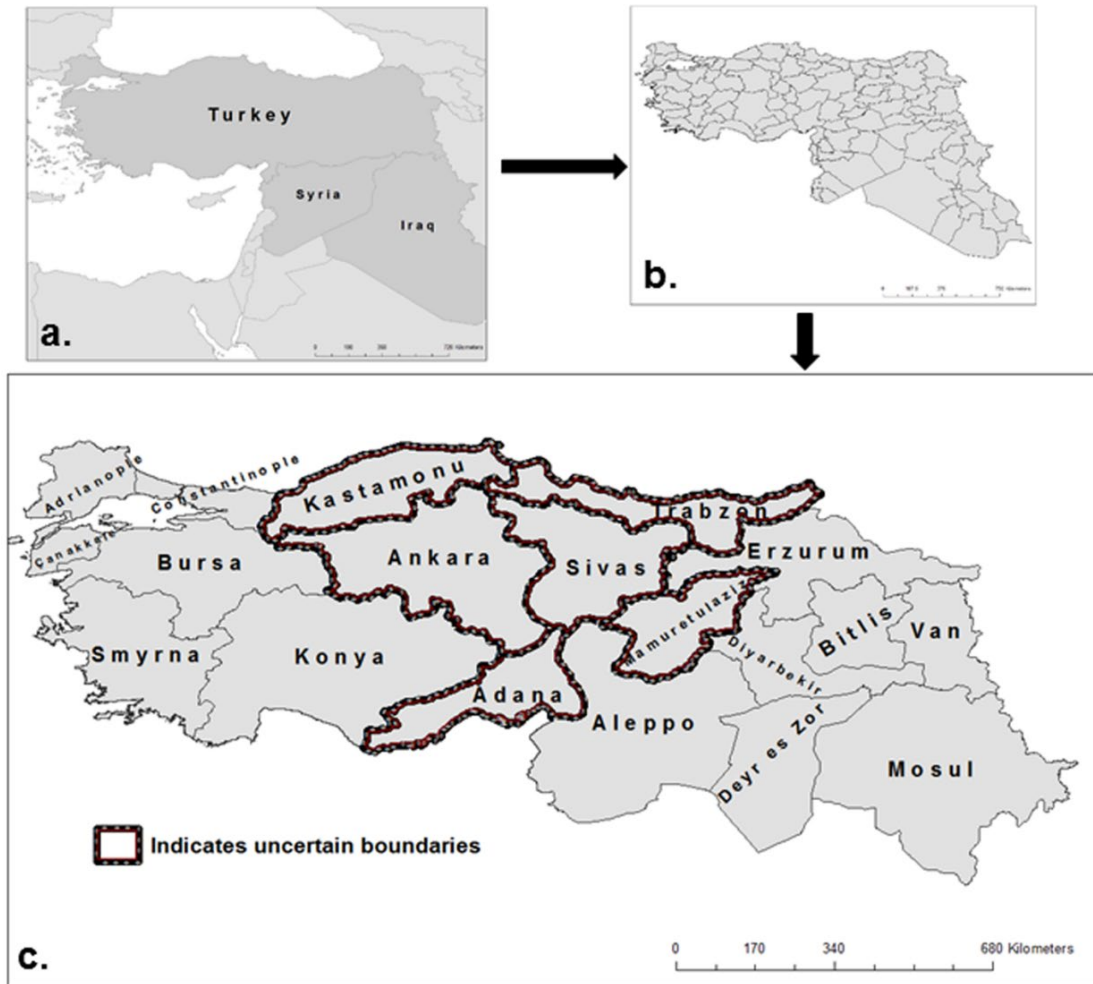 Turkey
Syria
Iraq
a.
b.
Adrianople
Constantinople
Çanakkale
Kastamonu
Trabzon
Bursa
Ankara
Sivas
Erzurum
Mamuretulaziz
Bitlis
Van
Smyrna
Konya
Diyarbekir
Adana
Aleppo
Deyr es Zor
Mosul
Indicates uncertain boundaries
0 170 340 680 Kilometers
c.